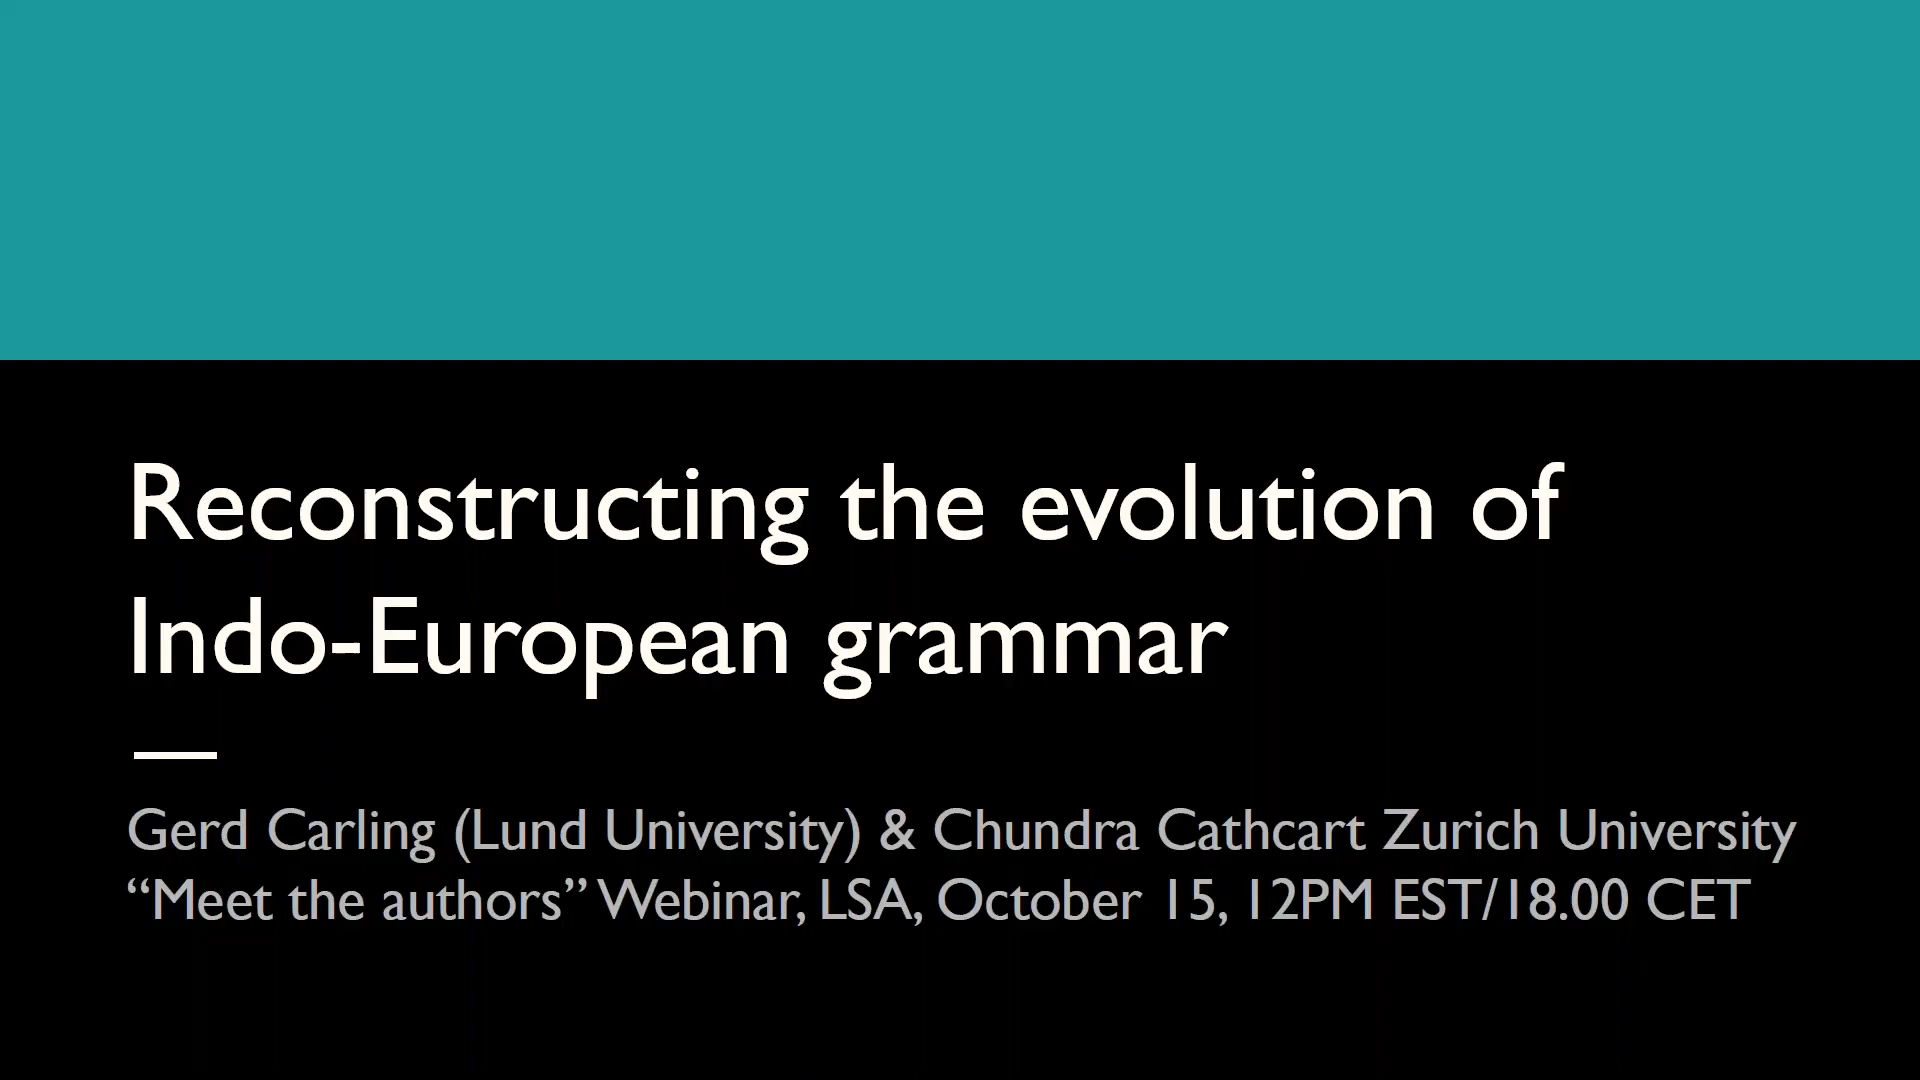 Reconstructing the evolution of
Indo-European grammar
Gerd Carling (Lund University) & Chundra Cathcart Zurich University
“Meet the authors” Webinar, LSA, October 15, 12PM EST/18.00 CET